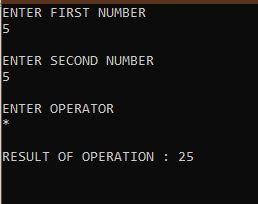 ENTER FIRST NUMBER
5
ENTER SECOND NUMBER
5
ENTER OPERATOR
*
RESULT OF OPERATION : 25